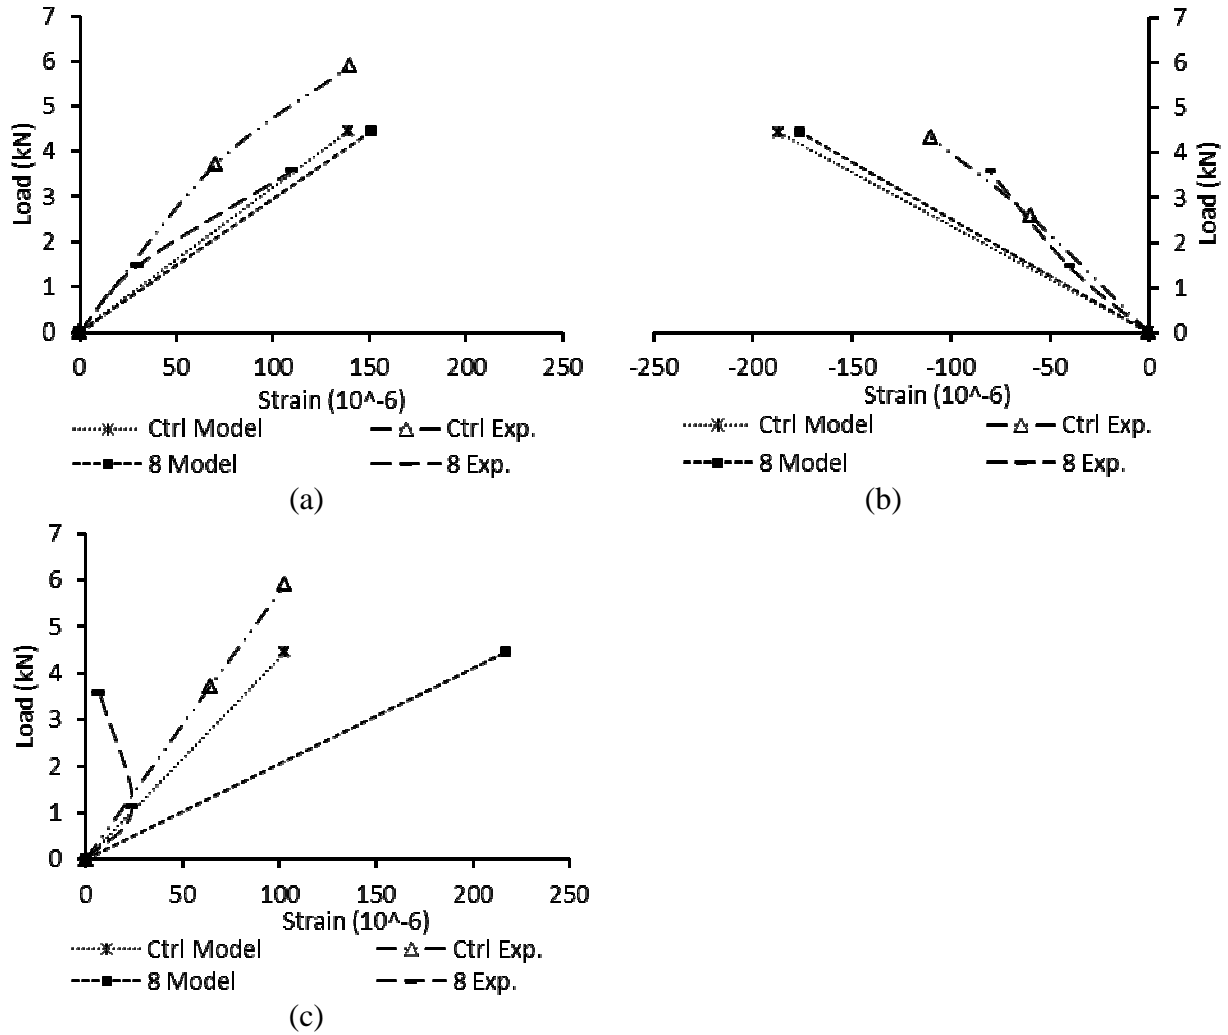 7
6
5
4
3
2
1
0
Load (kN)
0 50 100 150 200 250
Strain (10^-6)
Ctrl Model Ctrl Exp.
8 Model 8 Exp.
(a)
7
6
5
4
3
2
1
0
Load (kN)
-250 -200 -150 -100 -50 0
Strain (10^-6)
Ctrl Model Ctrl Exp.
8 Model 8 Exp.
(b)
7
6
5
4
3
2
1
0
Load (kN)
0 50 100 150 200 250
Strain (10^-6)
Ctrl Model Ctrl Exp.
8 Model 8 Exp.
(c)